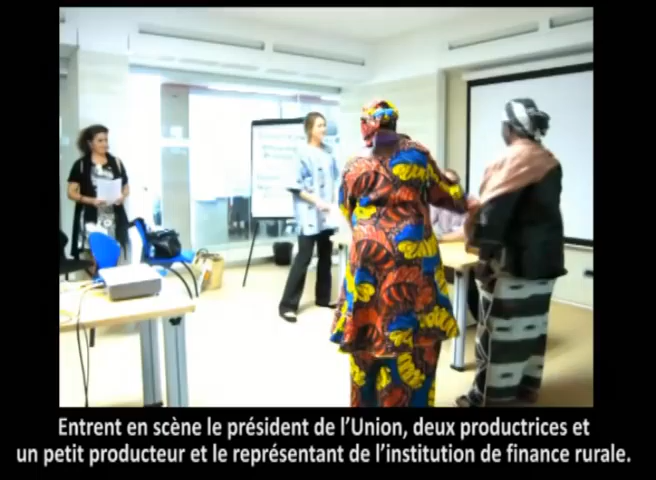 Entrent en scène le président de l'Union, deux productrices et
un petit producteur et le représentant de l'institution de finance rurale.